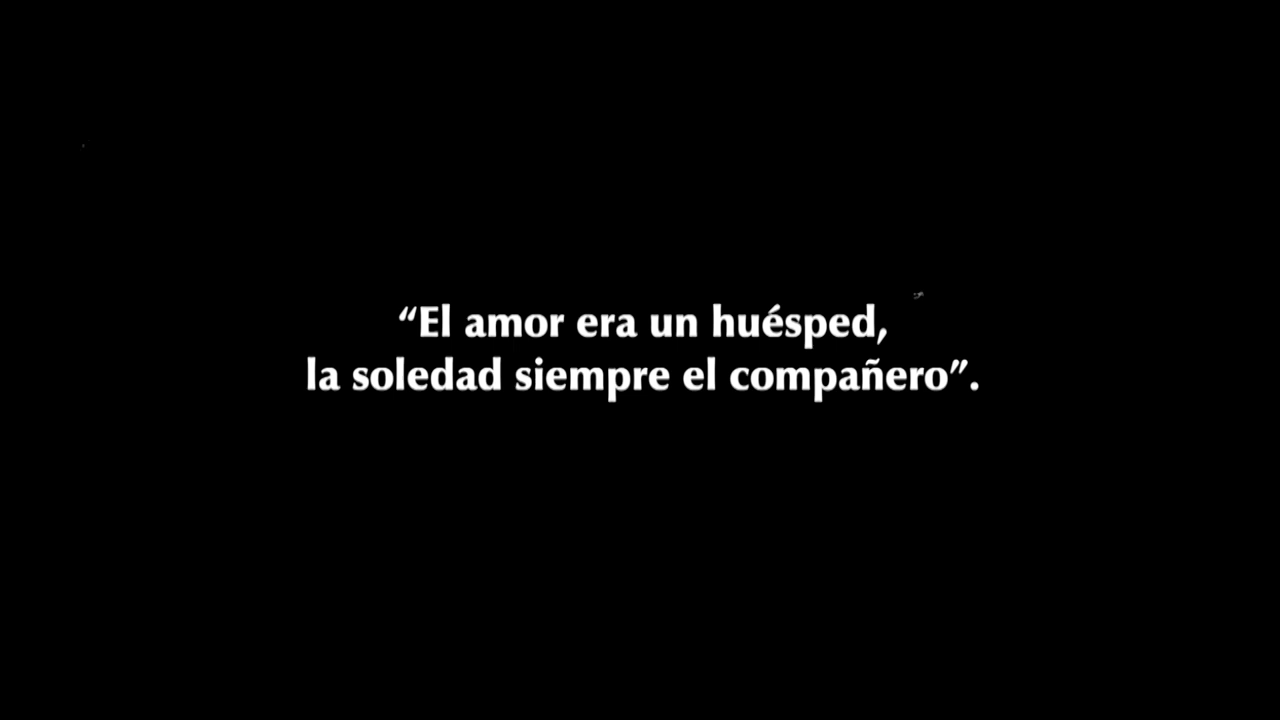 “El amor era un huésped,
la soledad siempre el compañero”.